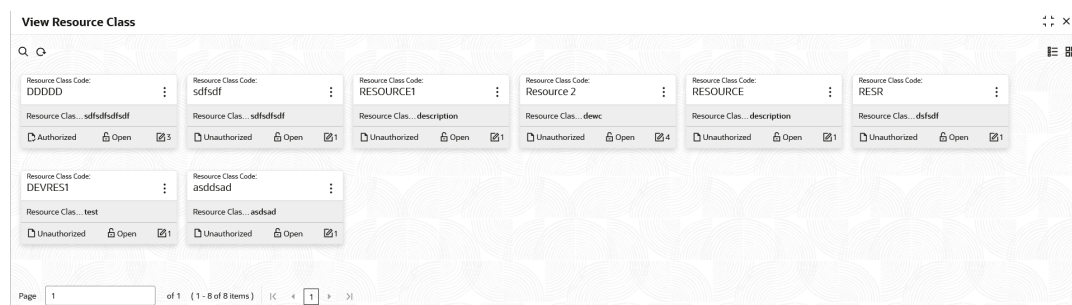 View Resource Class
Resource Class Code: Resource Class Code: Resource Class Code: Resource Class Code: Resource Class Code: Resource Class Code:
DDDDD sdfsdf RESOURCE1 Resource 2 RESOURCE RESR
Resource Clas... sdfsdfsdfsdf Resource Clas... sdfsdfsdf Resource Clas... description Resource Clas... dewc Resource Clas... description Resource Clas... dsfsdf
Authorized Open 3 Unauthorized Open 1 Unauthorized Open 1 Unauthorized Open 4 Unauthorized Open 1 Unauthorized Open 1
Resource Class Code: Resource Class Code:
DEVRES1 asddsad
Resource Clas... test Resource Clas... asdsad
Unauthorized Open 1 Unauthorized Open 1
Page 1 of 1 (1 - 8 of 8 items) 1